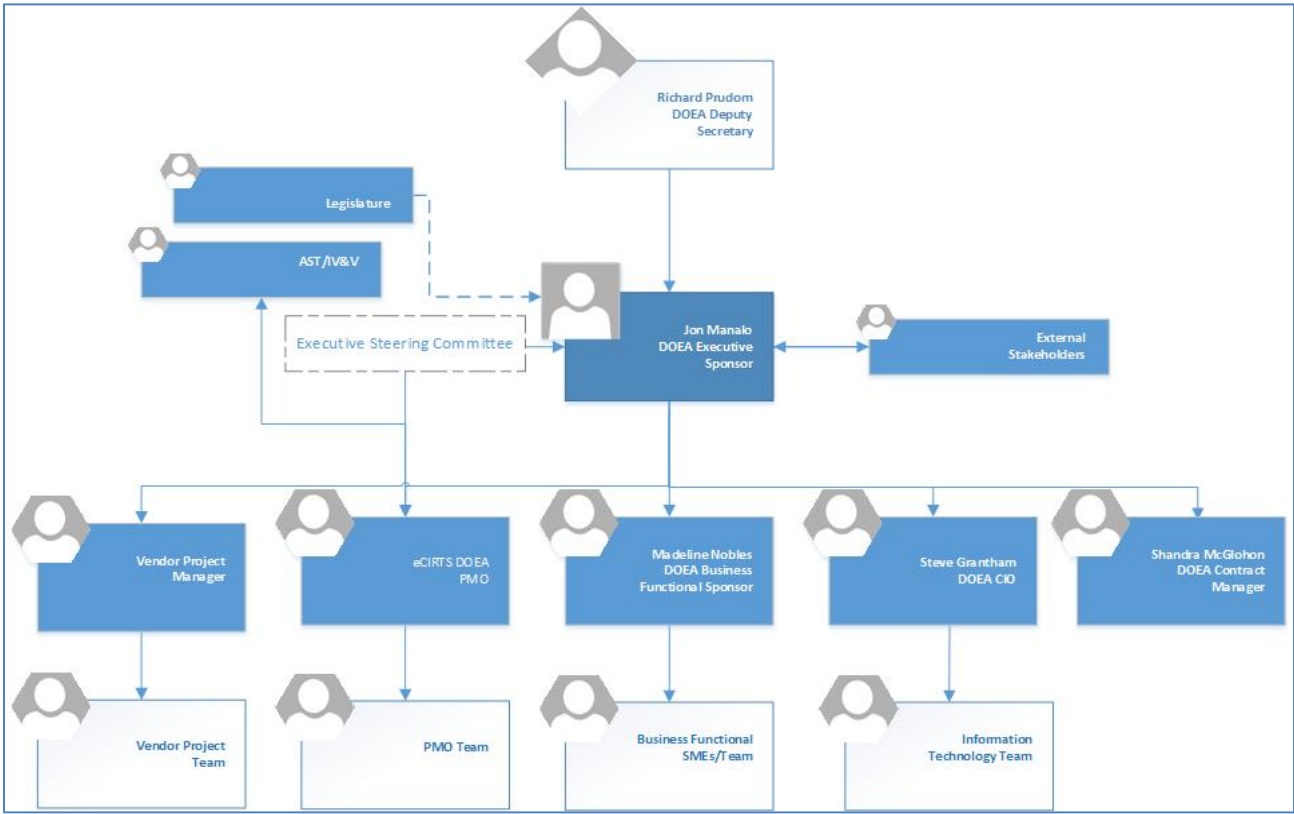 Richard Prudom
DOEA Deputy
Secretary
Legislature
AST/IV&V
Executive Steering Committee
Jon Manalo
DOEA Executive
Sponsor
External
Stakeholders
Vendor Project
Manager
eCIRTS DOEA
PMO
Madeline Nobles
DOEA Business
Functional Sponsor
Steve Grantham
DOEA CIO
Shandra McGlohon
DOEA Contract
Manager
Vendor Project
Team
PMO Team
Business Functional
SMEs/Team
Information
Technology Team